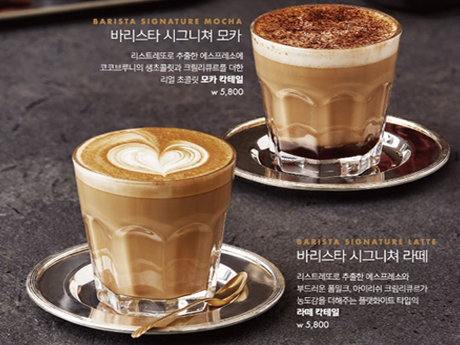 BARISTA SIGNATURE MOCHA
바리스타 시그니쳐 모카
리스트레또로 추출한 에스프레소에
코코브루니의 생초콜릿과 크림리큐르를 더한
리얼 초콜릿 모카 칵테일
₩ 5,800
BARISTA SIGNATURE LATTE
바리스타 시그니쳐 라떼
리스트레또로 추출한 에스프레소와
부드러운 폼밀크, 아이리쉬 크림리큐르가
농도감을 더해주는 플랫화이트 타입의
라떼 칵테일
₩ 5,800